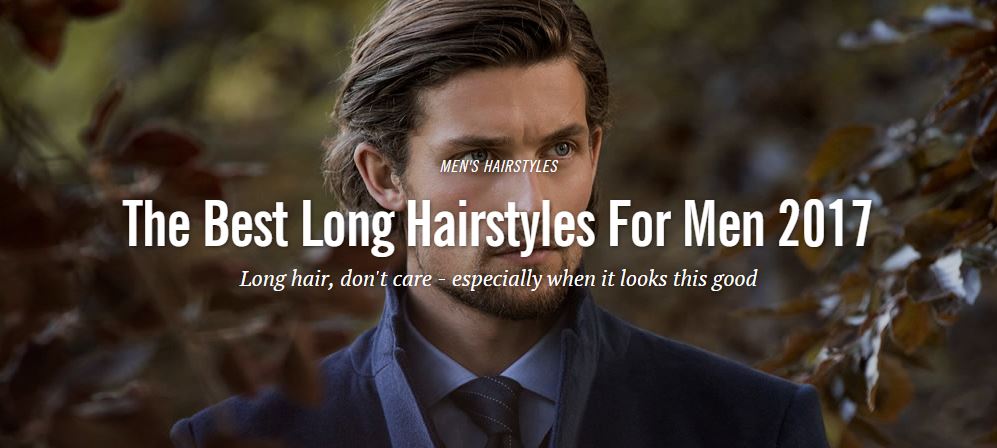 MEN'S HAIRSTYLES
The Best Long Hairstyles For Men 2017
Long hair, don't care - especially when it looks this good